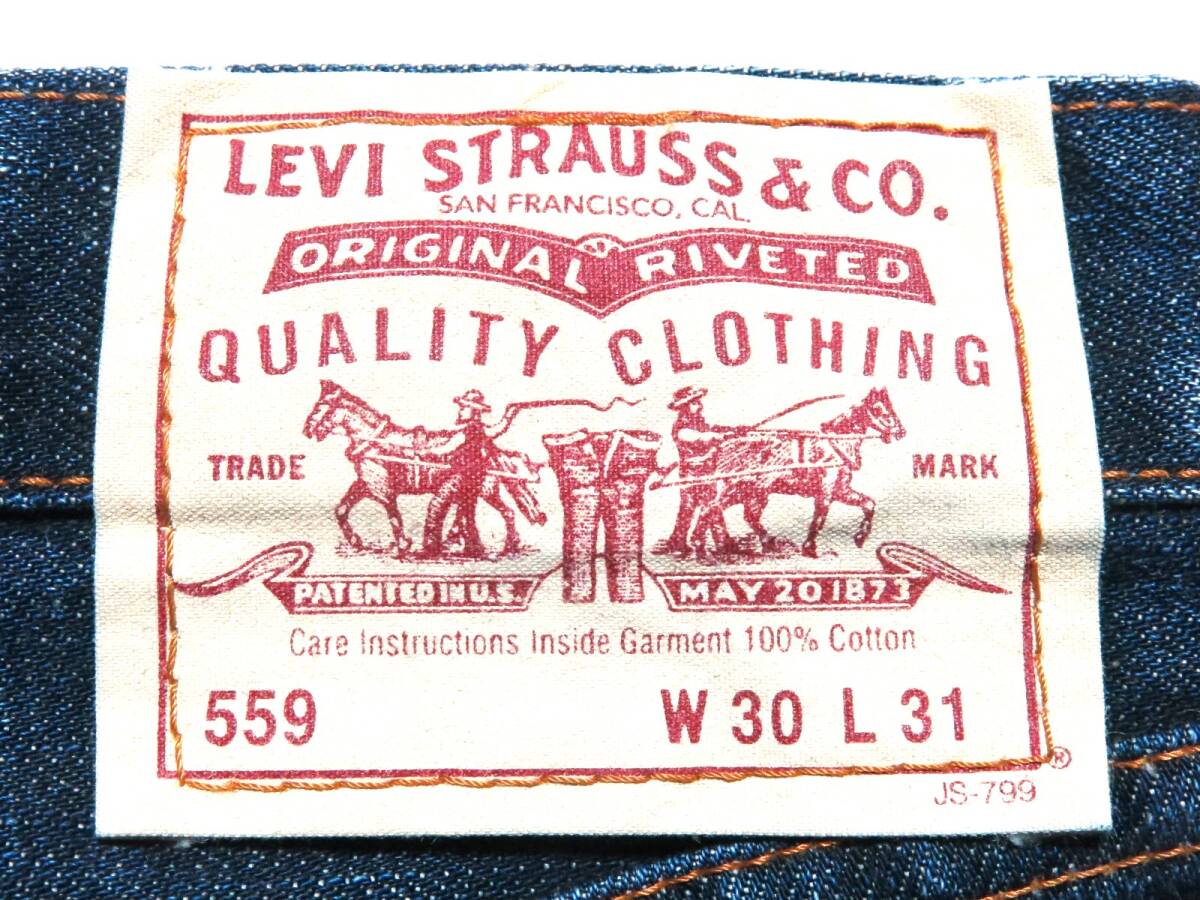 LEVI STRAUSS & CO.
SAN FRANCISCO, CAL.
ORIGINAL RIVETED
QUALITY CLOTHING
TRADE MARK
PATENTED IN U.S. MAY 20 1873
Care Instructions Inside Garment 100% Cotton
559 W 30 L 31
®
JS-799